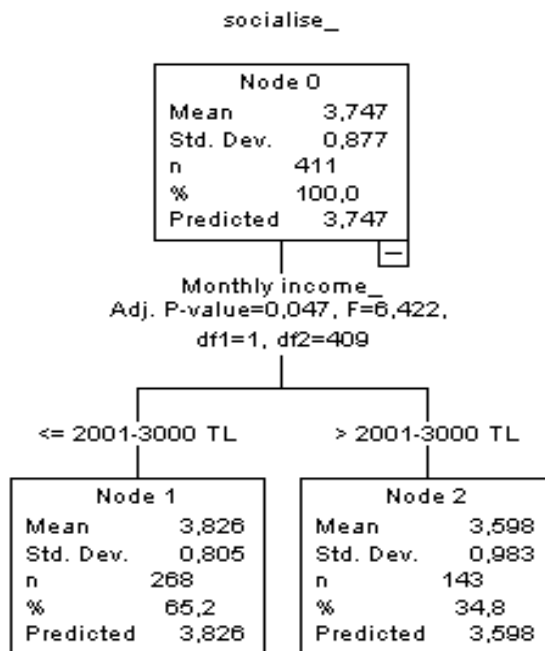 socialise_
Node 0
Mean 3,747
Std. Dev. 0,877
n 411
% 100,0
Predicted 3,747
Monthly income_
Adj. P-value=0,047, F=6,422,
df1=1, df2=409
<= 2001-3000 TL
> 2001-3000 TL
Node 1
Mean 3,826
Std. Dev. 0,805
n 268
% 65,2
Predicted 3,826
Node 2
Mean 3,598
Std. Dev. 0,983
n 143
% 34,8
Predicted 3,598